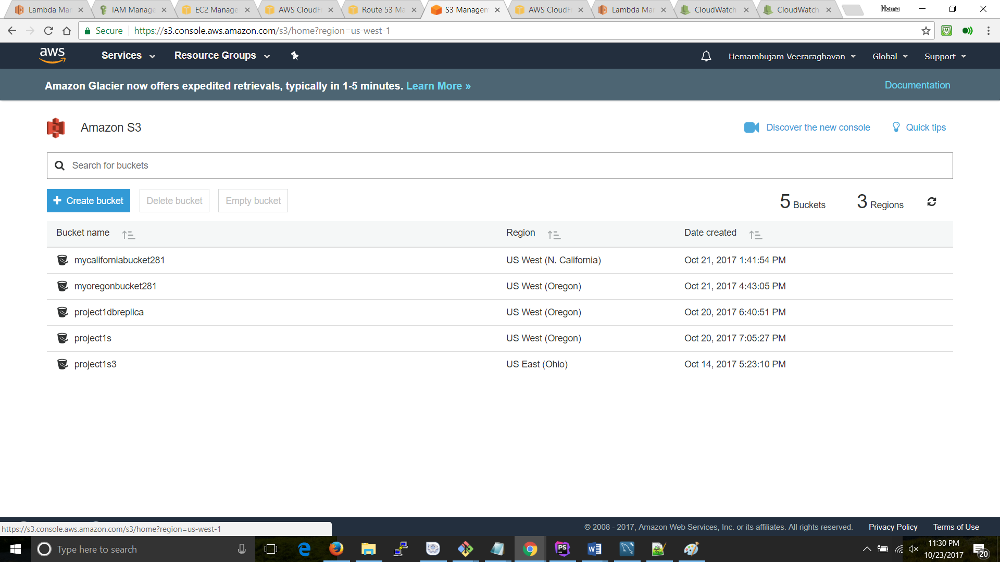 Lambda Mar
IAM Manage
EC2 Manage
AWS CloudF
Route 53 Ma
S3 Managem
AWS CloudF
Lambda Mar
CloudWatch
CloudWatch
Hema
Secure
https://s3.console.aws.amazon.com/s3/home?region=us-west-1
aws
Services
Resource Groups
Hemambujam Veeraraghavan
Global
Support
Amazon Glacier now offers expedited retrievals, typically in 1-5 minutes. Learn More »
Documentation
Amazon S3
Discover the new console
Quick tips
Search for buckets
Create bucket
Delete bucket
Empty bucket
5 Buckets
3 Regions
Bucket name Region Date created
mycaliforniabucket281 US West (N. California) Oct 21, 2017 1:41:54 PM
myoregonbucket281 US West (Oregon) Oct 21, 2017 4:43:05 PM
project1dbreplica US West (Oregon) Oct 20, 2017 6:40:51 PM
project1s US West (Oregon) Oct 20, 2017 7:05:27 PM
project1s3 US East (Ohio) Oct 14, 2017 5:23:10 PM
© 2008 - 2017, Amazon Web Services, Inc. or its affiliates. All rights reserved.
Privacy Policy
Terms of Use
https://s3.console.aws.amazon.com/s3/home?region=us-west-1
Type here to search
PS
W
11:30 PM
10/23/2017
20